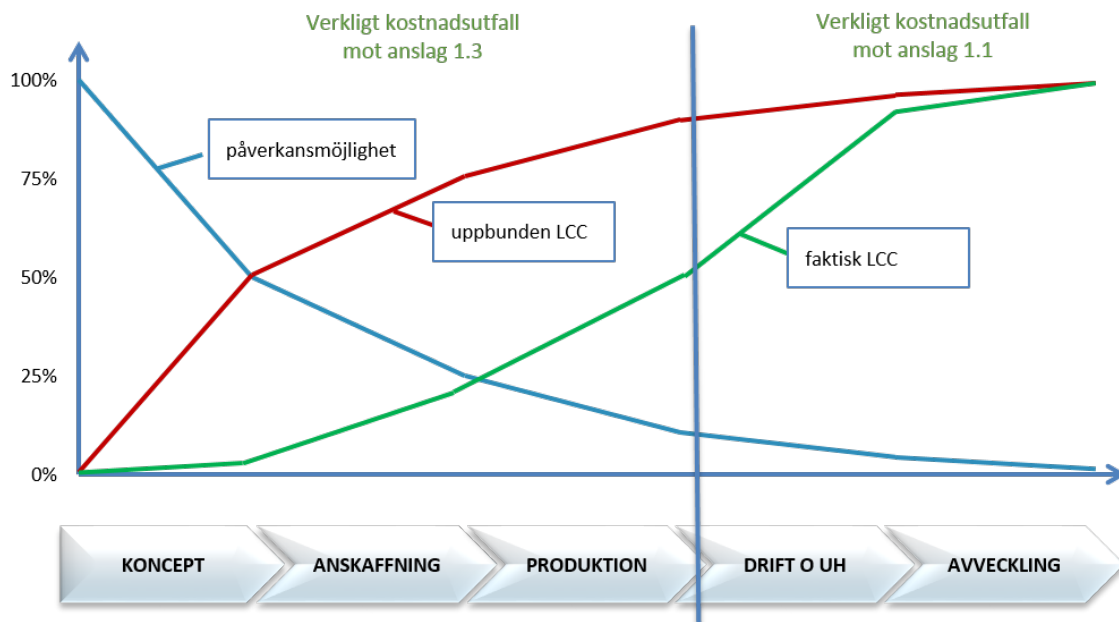 Verkligt kostnadsutfall
mot anslag 1.3
Verkligt kostnadsutfall
mot anslag 1.1
100%
75%
50%
25%
0%
påverkansmöjlighet
uppbunden LCC
faktisk LCC
KONCEPT
ANSKAFFNING
PRODUKTION
DRIFT O UH
AVVECKLING